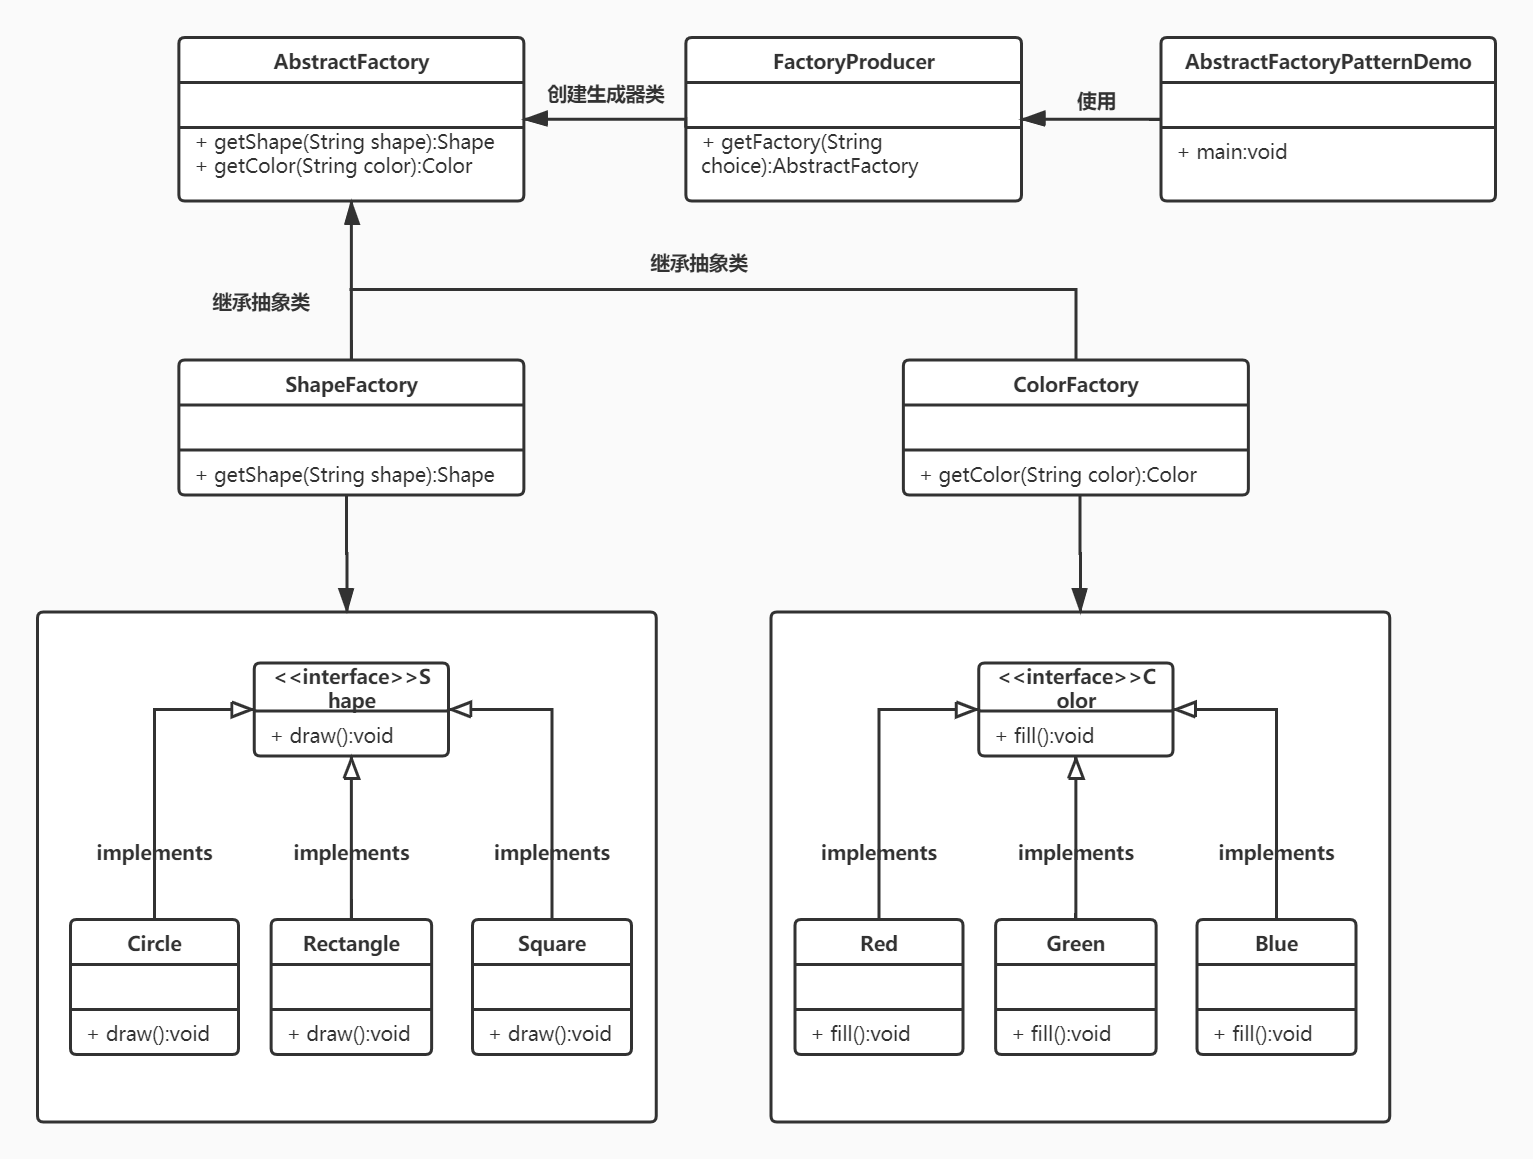 AbstractFactory
+ getShape(String shape):Shape
+ getColor(String color):Color
创建生成器类
FactoryProducer
+ getFactory(String
choice):AbstractFactory
使用
AbstractFactoryPatternDemo
+ main:void
继承抽象类
继承抽象类
ShapeFactory
+ getShape(String shape):Shape
ColorFactory
+ getColor(String color):Color
<<interface>>S
hape
+ draw():void
implements
implements
implements
Circle
+ draw():void
Rectangle
+ draw():void
Square
+ draw():void
<<interface>>C
olor
+ fill():void
implements
implements
implements
Red
+ fill():void
Green
+ fill():void
Blue
+ fill():void